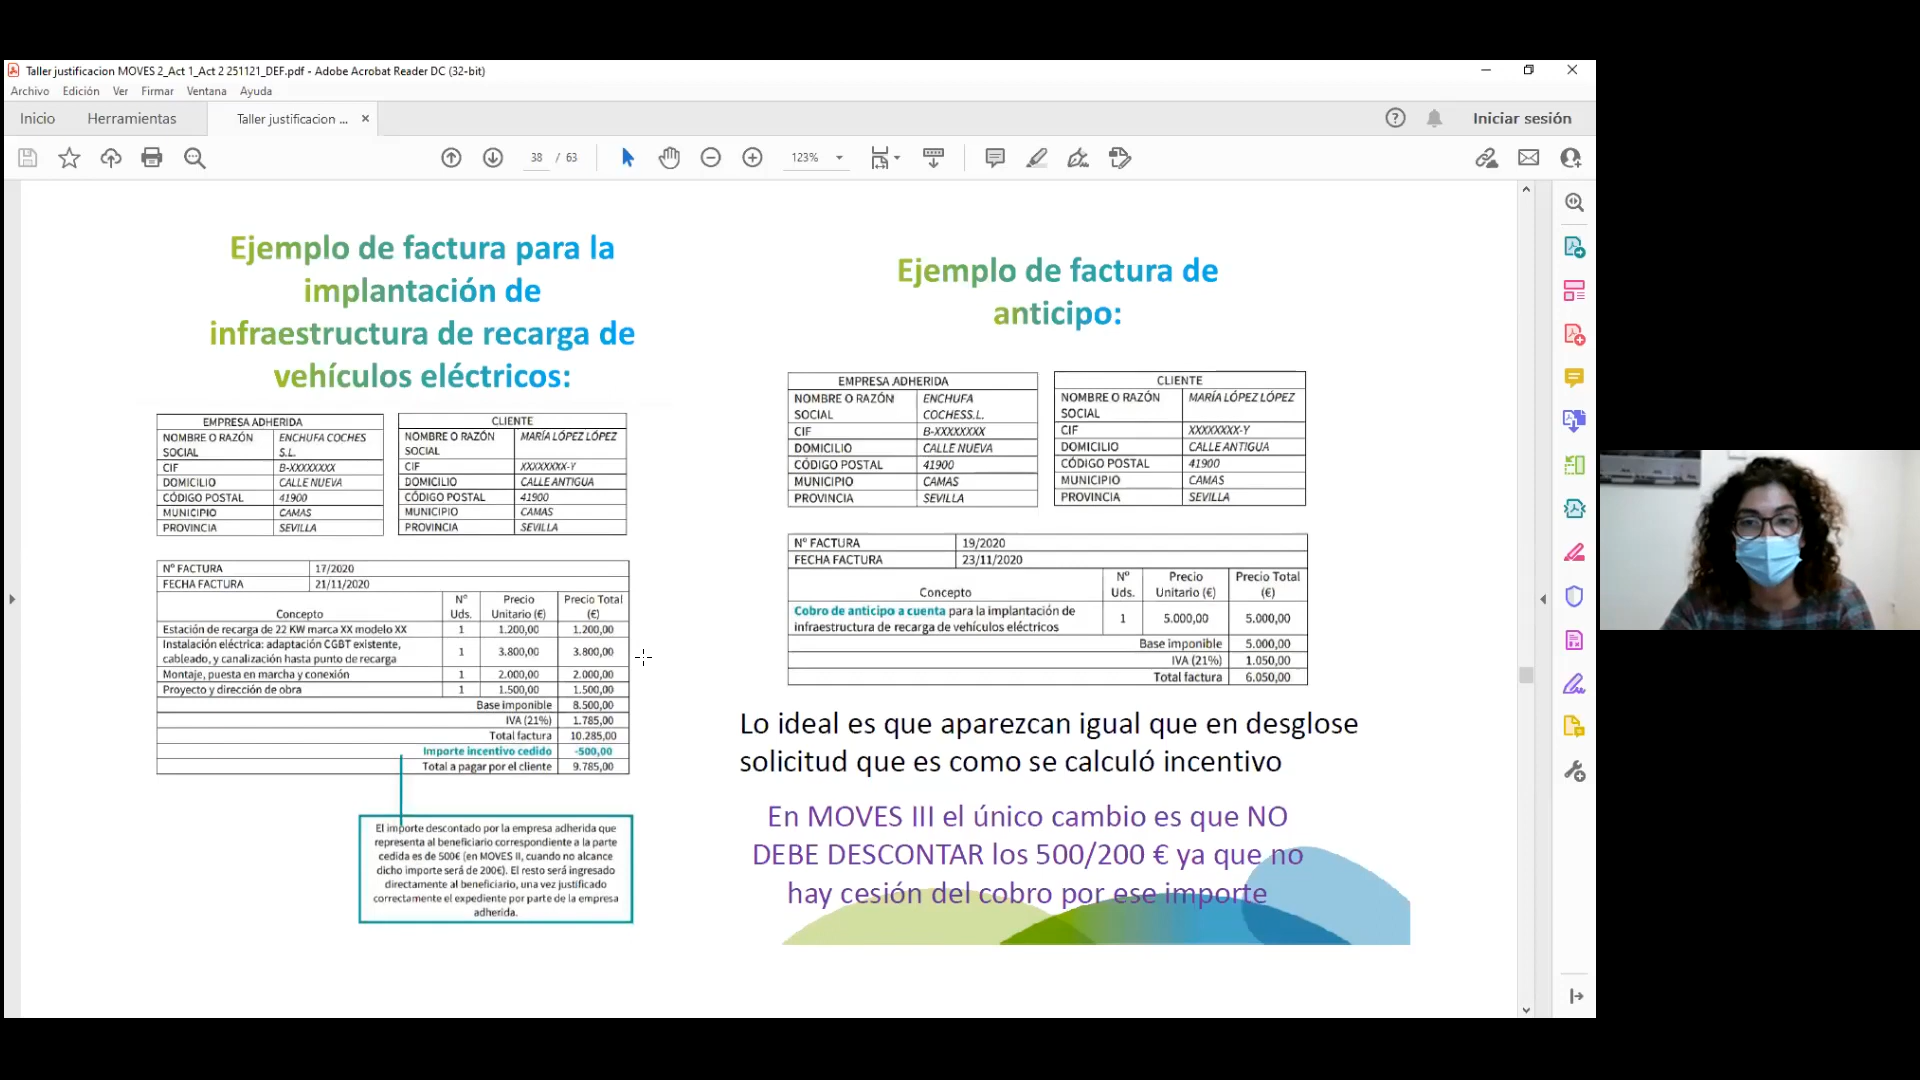 Taller justificacion MOVES 2_Act 1_Act 2 251121_DEF.pdf - Adobe Acrobat Reader DC (32-bit)
Archivo Edición Ver Firmar Ventana Ayuda
Inicio Herramientas Taller justificacion ... × Iniciar sesión
38 / 63 123%
Ejemplo de factura para la
implantación de
infraestructura de recarga de
vehículos eléctricos:
EMPRESA ADHERIDA
NOMBRE O RAZÓN SOCIAL ENCHUFA COCHES S.L.
CIF B-XXXXXXXX
DOMICILIO CALLE NUEVA
CÓDIGO POSTAL 41900
MUNICIPIO CAMAS
PROVINCIA SEVILLA
CLIENTE
NOMBRE O RAZÓN SOCIAL MARÍA LÓPEZ LÓPEZ
CIF XXXXXXXX-Y
DOMICILIO CALLE ANTIGUA
CÓDIGO POSTAL 41900
MUNICIPIO CAMAS
PROVINCIA SEVILLA
Nº FACTURA 17/2020
FECHA FACTURA 21/11/2020
Concepto Nº Uds. Precio Unitario (€) Precio Total (€)
Estación de recarga de 22 KW marca XX modelo XX 1 1.200,00 1.200,00
Instalación eléctrica: adaptación CGBT existente,
cableado, y canalización hasta punto de recarga 1 3.800,00 3.800,00
Montaje, puesta en marcha y conexión 1 2.000,00 2.000,00
Proyecto y dirección de obra 1 1.500,00 1.500,00
Base imponible 8.500,00
IVA (21%) 1.785,00
Total factura 10.285,00
Importe incentivo cedido -500,00
Total a pagar por el cliente 9.785,00
El importe descontado por la empresa adherida que
representa al beneficiario correspondiente a la parte
cedida es de 500€ (en MOVES II, cuando no alcance
dicho importe será de 200€). El resto será ingresado
directamente al beneficiario, una vez justificado
correctamente el expediente por parte de la empresa
adherida.
Ejemplo de factura de
anticipo:
EMPRESA ADHERIDA
NOMBRE O RAZÓN SOCIAL ENCHUFA COCHESS.L.
CIF B-XXXXXXXX
DOMICILIO CALLE NUEVA
CÓDIGO POSTAL 41900
MUNICIPIO CAMAS
PROVINCIA SEVILLA
CLIENTE
NOMBRE O RAZÓN SOCIAL MARÍA LÓPEZ LÓPEZ
CIF XXXXXXXX-Y
DOMICILIO CALLE ANTIGUA
CÓDIGO POSTAL 41900
MUNICIPIO CAMAS
PROVINCIA SEVILLA
Nº FACTURA 19/2020
FECHA FACTURA 23/11/2020
Concepto Nº Uds. Precio Unitario (€) Precio Total (€)
Cobro de anticipo a cuenta para la implantación de
infraestructura de recarga de vehículos eléctricos 1 5.000,00 5.000,00
Base imponible 5.000,00
IVA (21%) 1.050,00
Total factura 6.050,00
Lo ideal es que aparezcan igual que en desglose
solicitud que es como se calculó incentivo
En MOVES III el único cambio es que NO
DEBE DESCONTAR los 500/200 € ya que no
hay cesión del cobro por ese importe